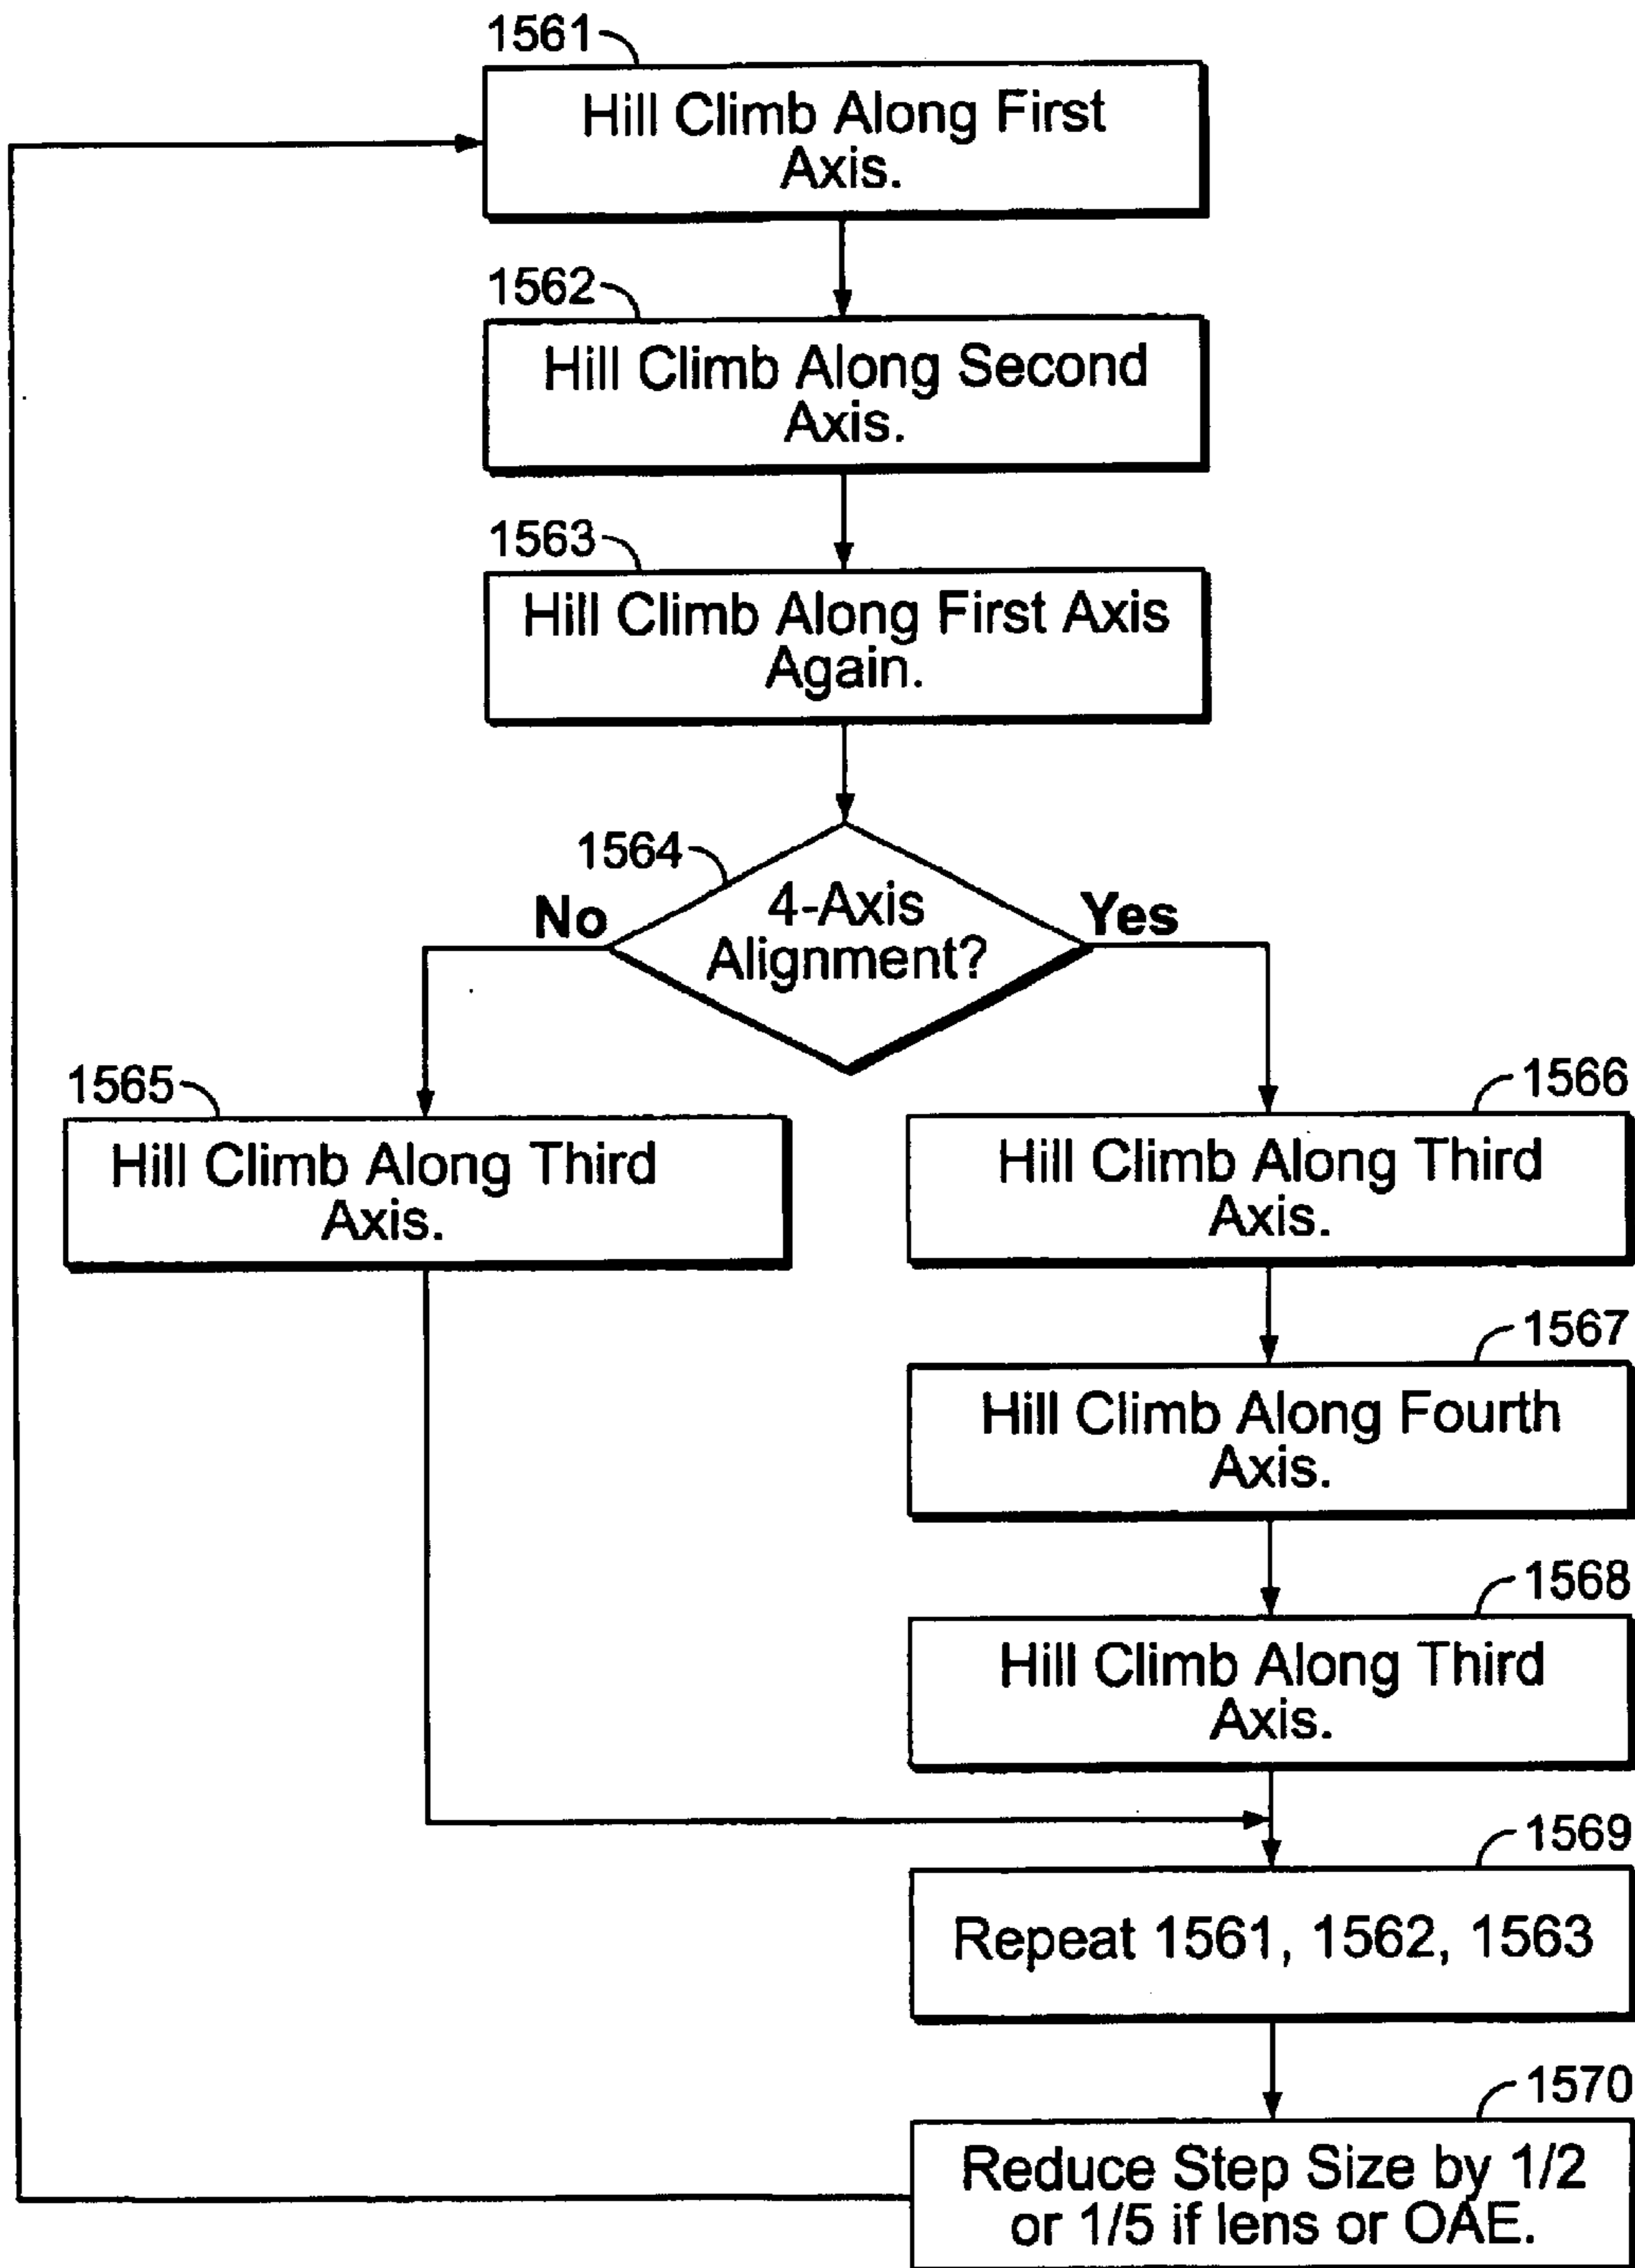 1561
Hill Climb Along First
Axis.
1562
Hill Climb Along Second
Axis.
1563
Hill Climb Along First Axis
Again.
1564
4-Axis
Alignment?
No
Yes
1565
Hill Climb Along Third
Axis.
1566
Hill Climb Along Third
Axis.
1567
Hill Climb Along Fourth
Axis.
1568
Hill Climb Along Third
Axis.
1569
Repeat 1561, 1562, 1563
1570
Reduce Step Size by 1/2
or 1/5 if lens or OAE.